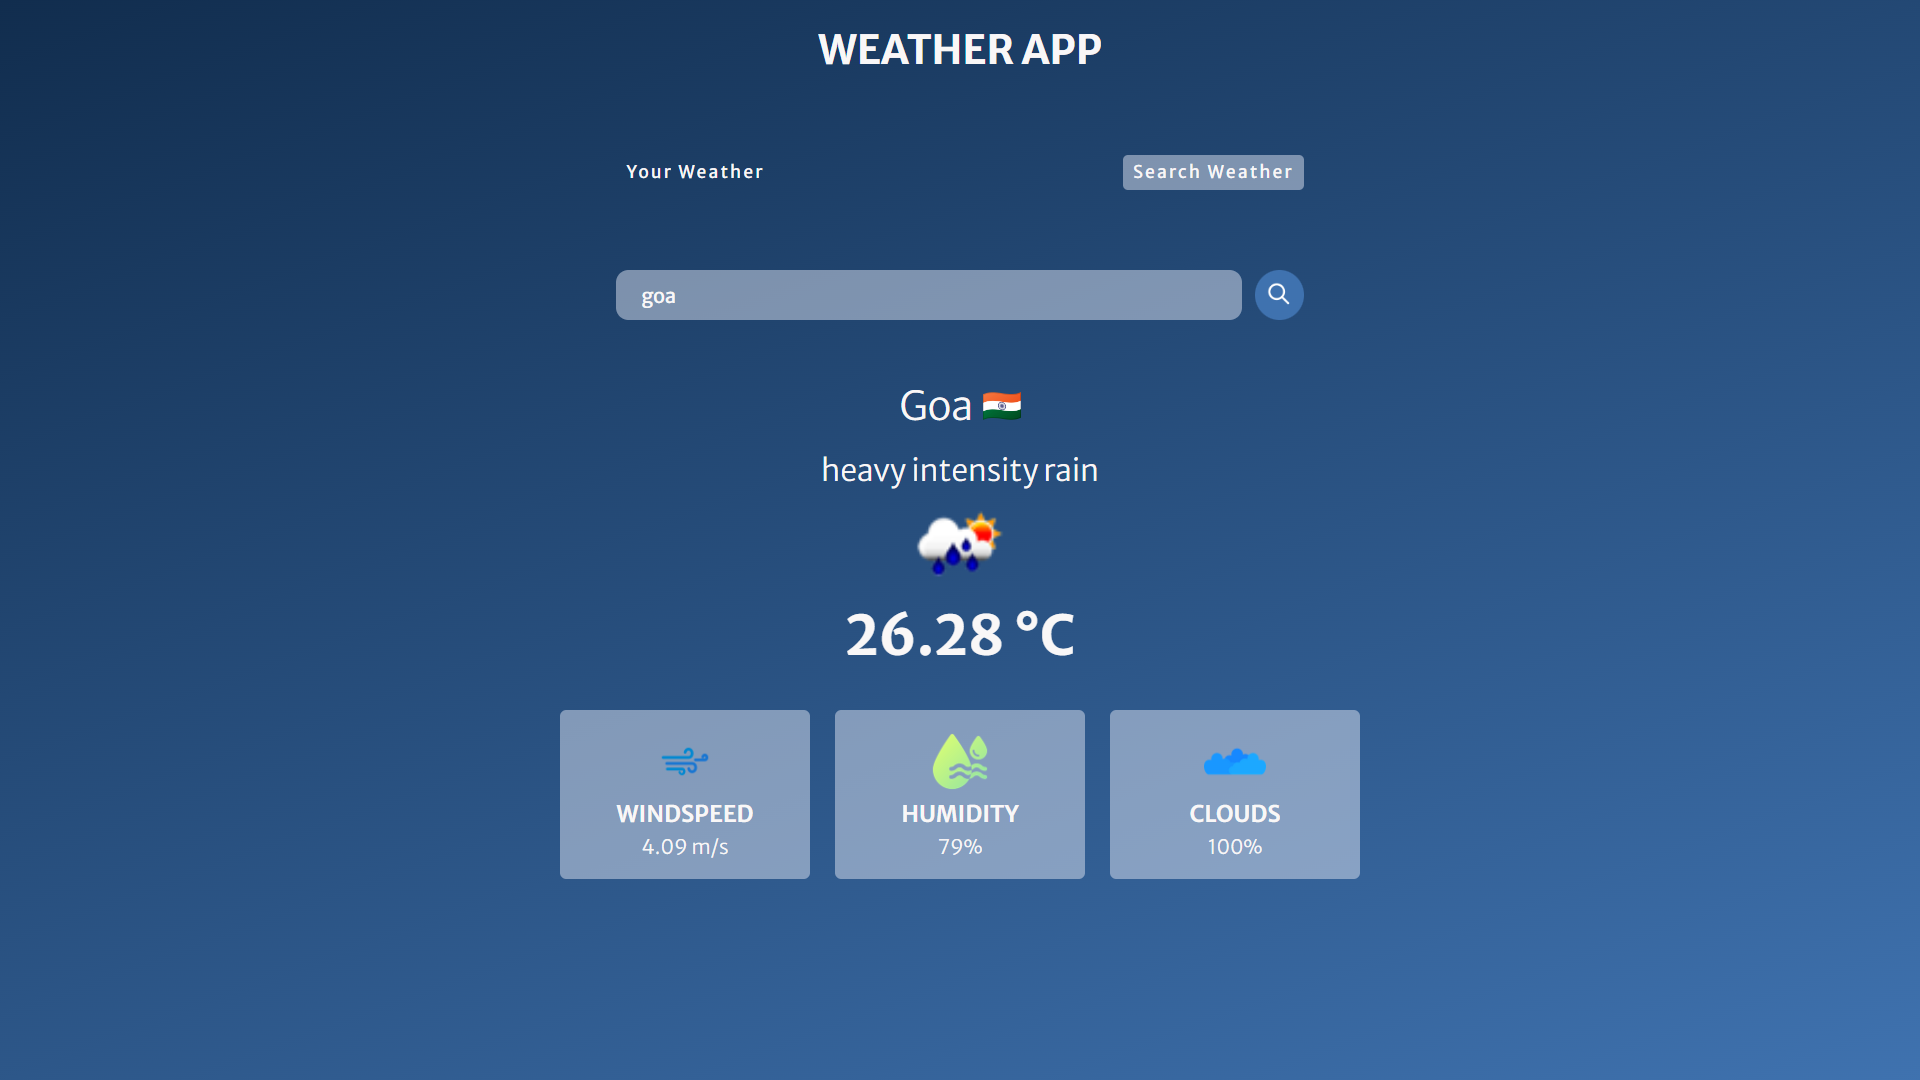 WEATHER APP
Your Weather
Search Weather
goa
Goa
heavy intensity rain
26.28 °C
WINDSPEED
4.09 m/s
HUMIDITY
79%
CLOUDS
100%